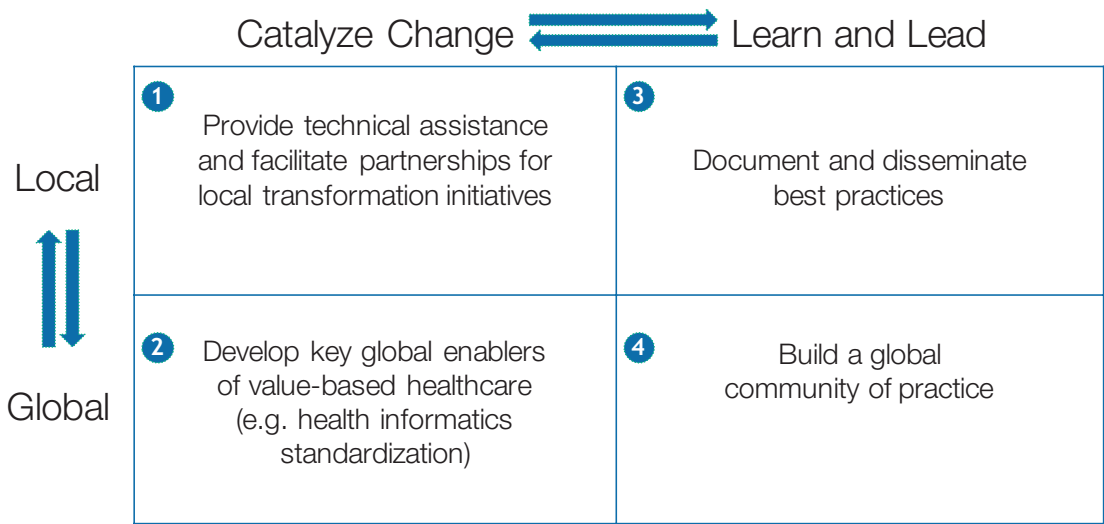 Catalyze Change
Learn and Lead
Local
Global
1
Provide technical assistance
and facilitate partnerships for
local transformation initiatives
3
Document and disseminate
best practices
2
Develop key global enablers
of value-based healthcare
(e.g. health informatics
standardization)
4
Build a global
community of practice